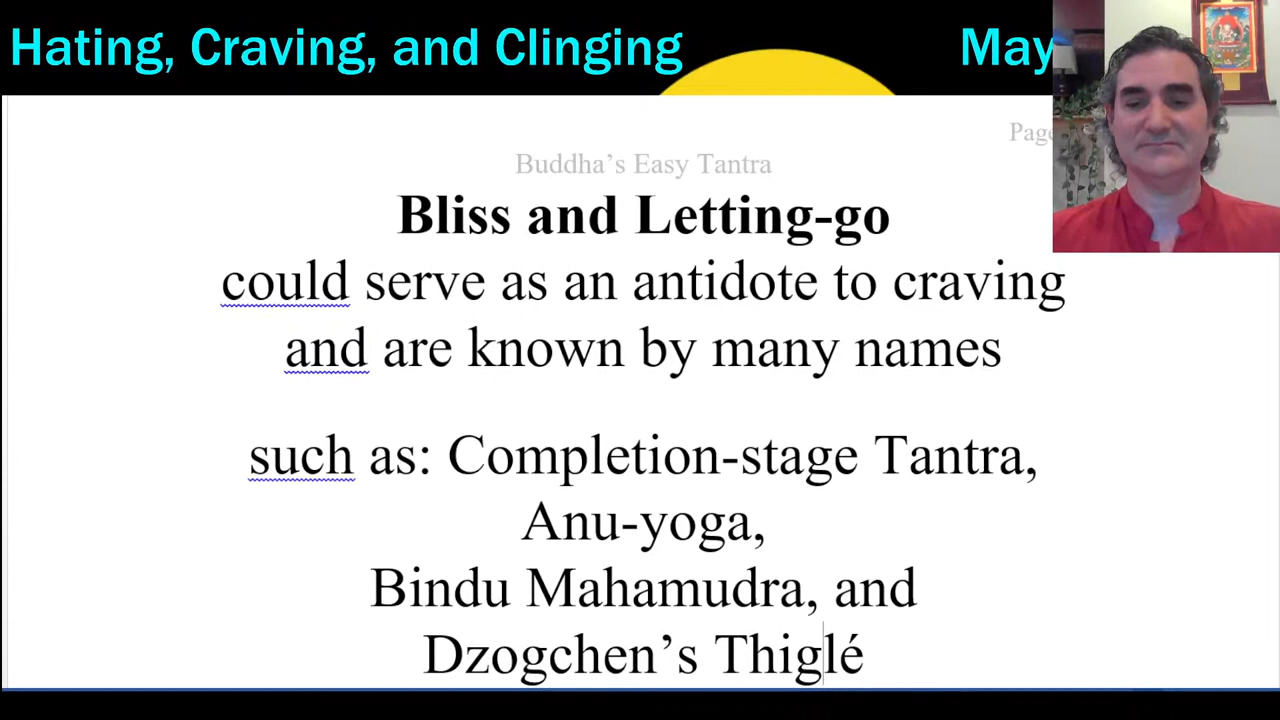 Hating, Craving, and Clinging
May
Page
Buddha’s Easy Tantra
Bliss and Letting-go
could serve as an antidote to craving
and are known by many names
such as: Completion-stage Tantra,
Anu-yoga,
Bindu Mahamudra, and
Dzogchen’s Thiglé